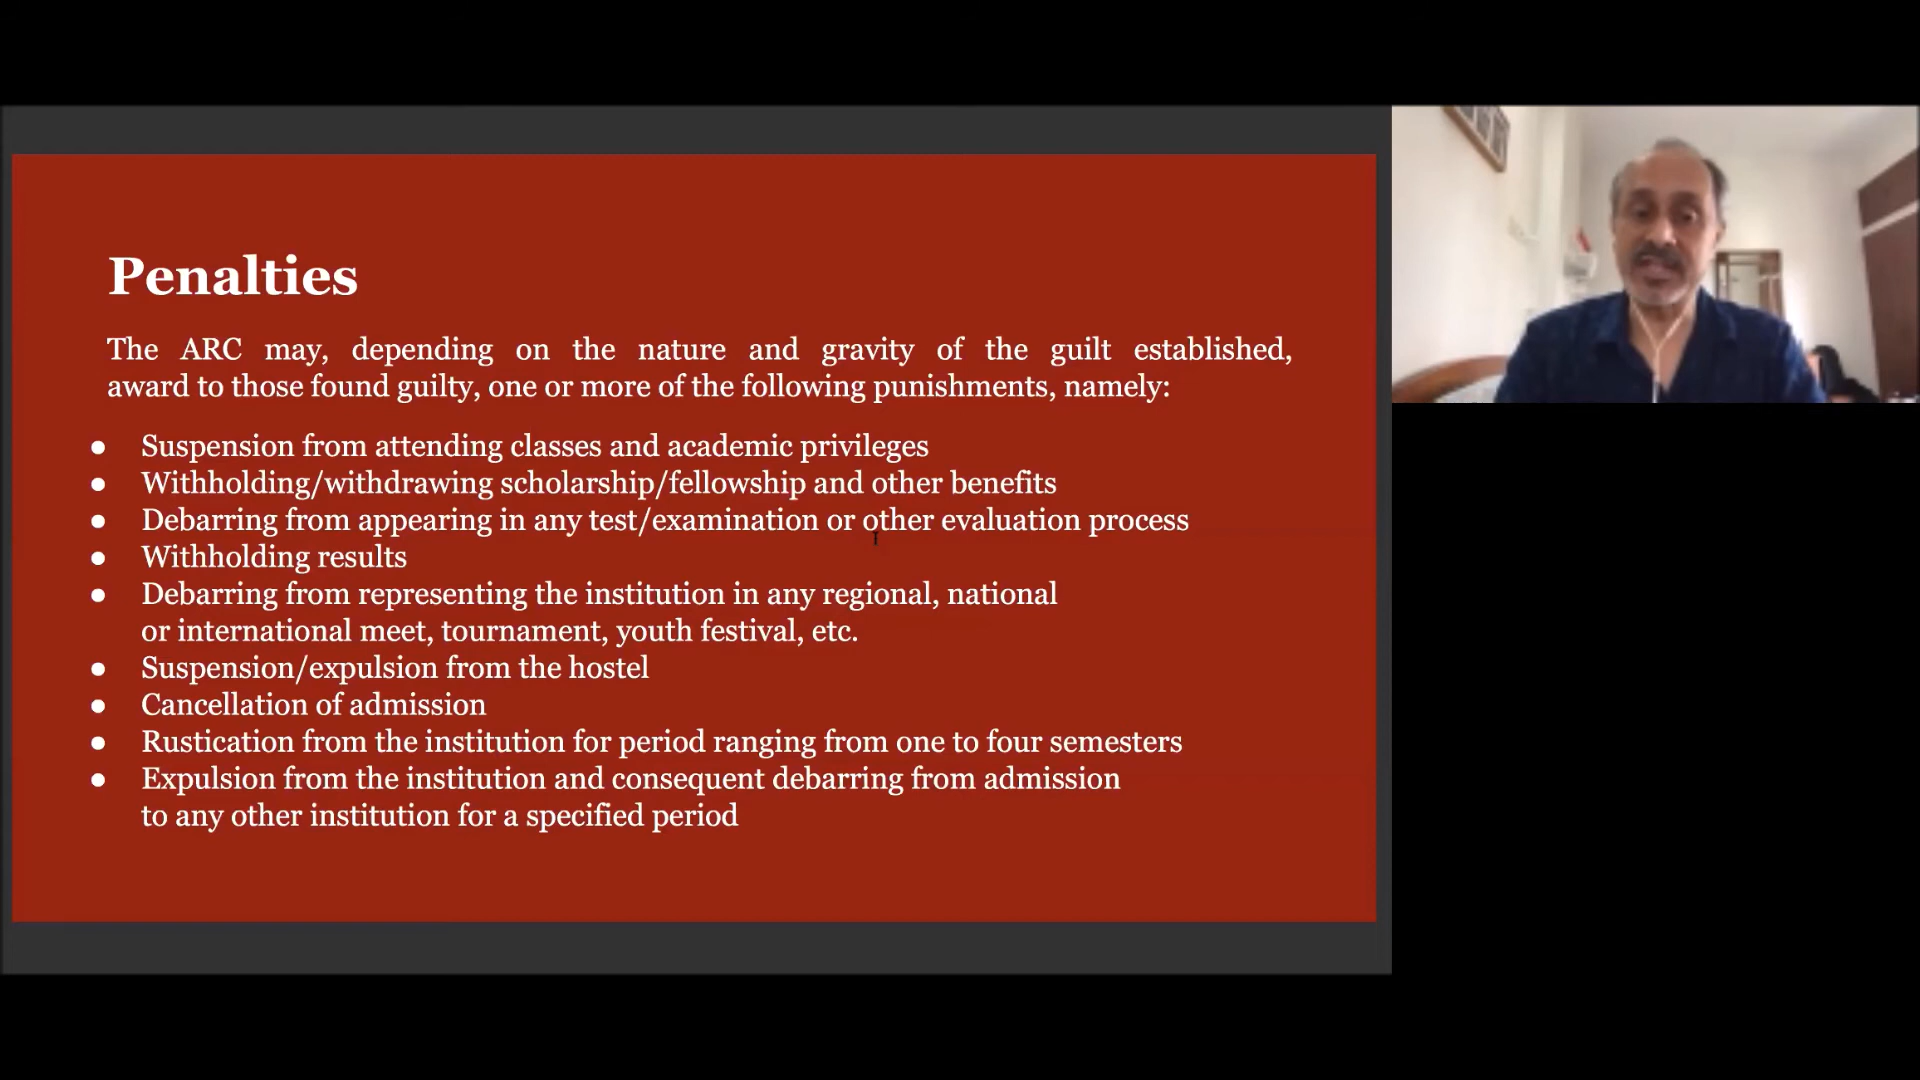 Penalties
The ARC may, depending on the nature and gravity of the guilt established,
award to those found guilty, one or more of the following punishments, namely:
● Suspension from attending classes and academic privileges
● Withholding/withdrawing scholarship/fellowship and other benefits
● Debarring from appearing in any test/examination or other evaluation process
● Withholding results
● Debarring from representing the institution in any regional, national
or international meet, tournament, youth festival, etc.
● Suspension/expulsion from the hostel
● Cancellation of admission
● Rustication from the institution for period ranging from one to four semesters
● Expulsion from the institution and consequent debarring from admission
to any other institution for a specified period